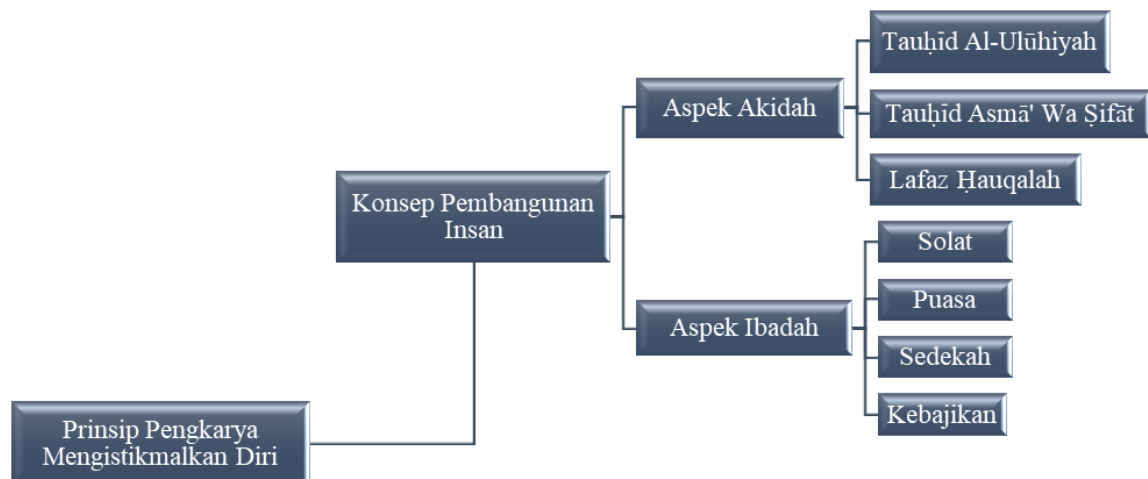 Tauḥīd Al-Ulūhiyah
Aspek Akidah
Tauḥīd Asmā' Wa Ṣifāt
Lafaz Ḥauqalah
Konsep Pembangunan
Insan
Solat
Puasa
Aspek Ibadah
Sedekah
Kebajikan
Prinsip Pengkarya
Mengistikmalkan Diri